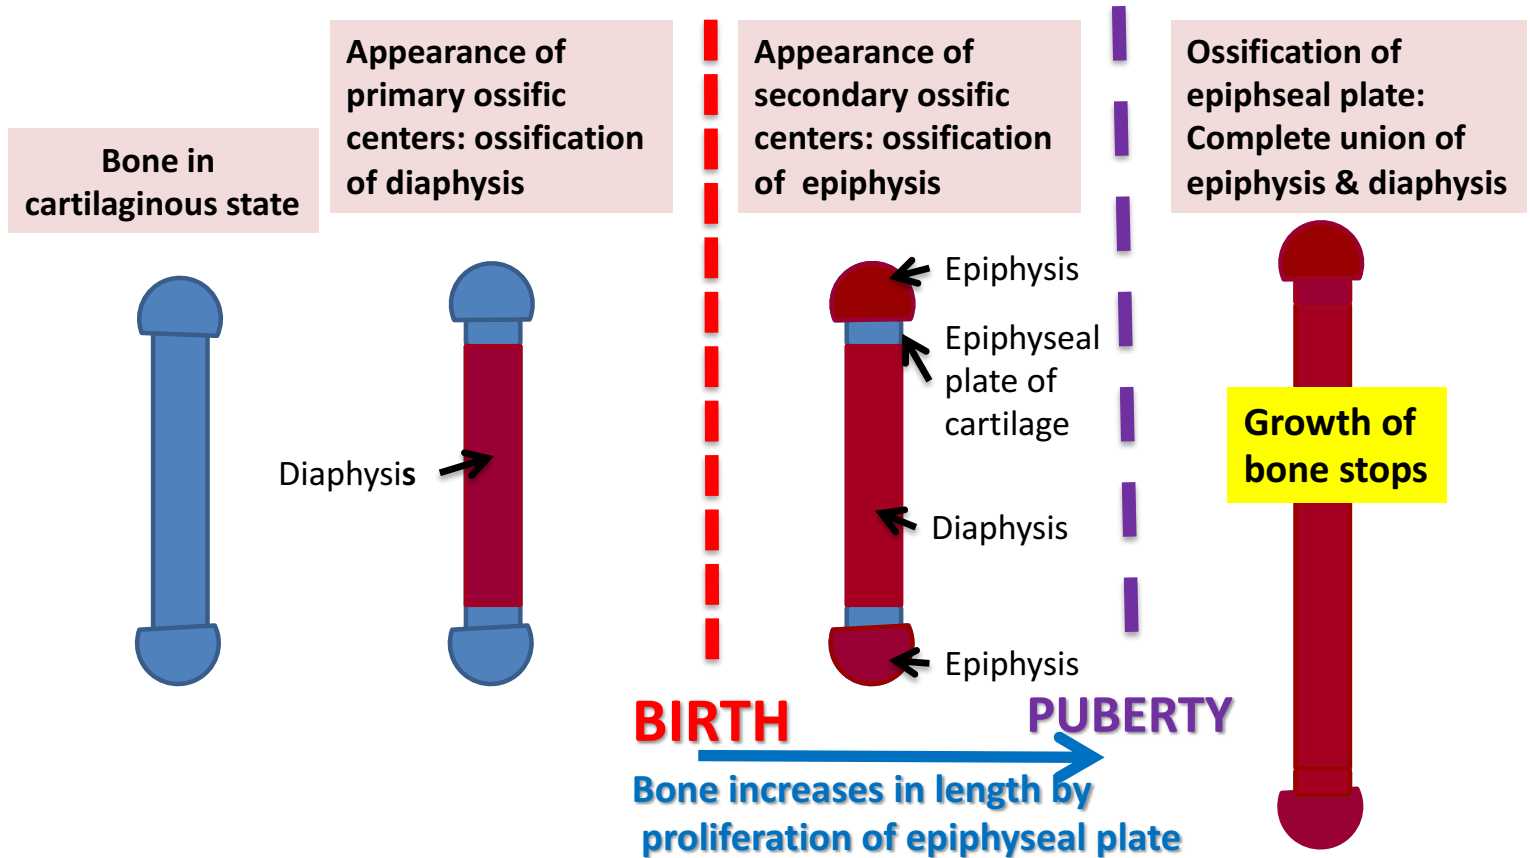 Bone in
cartilaginous state
Appearance of
primary ossific
centers: ossification
of diaphysis
Diaphysis
Appearance of
secondary ossific
centers: ossification
of epiphysis
Epiphysis
Epiphyseal
plate of
cartilage
Diaphysis
Epiphysis
Ossification of
epiphseal plate:
Complete union of
epiphysis & diaphysis
Growth of
bone stops
BIRTH
PUBERTY
Bone increases in length by
proliferation of epiphyseal plate